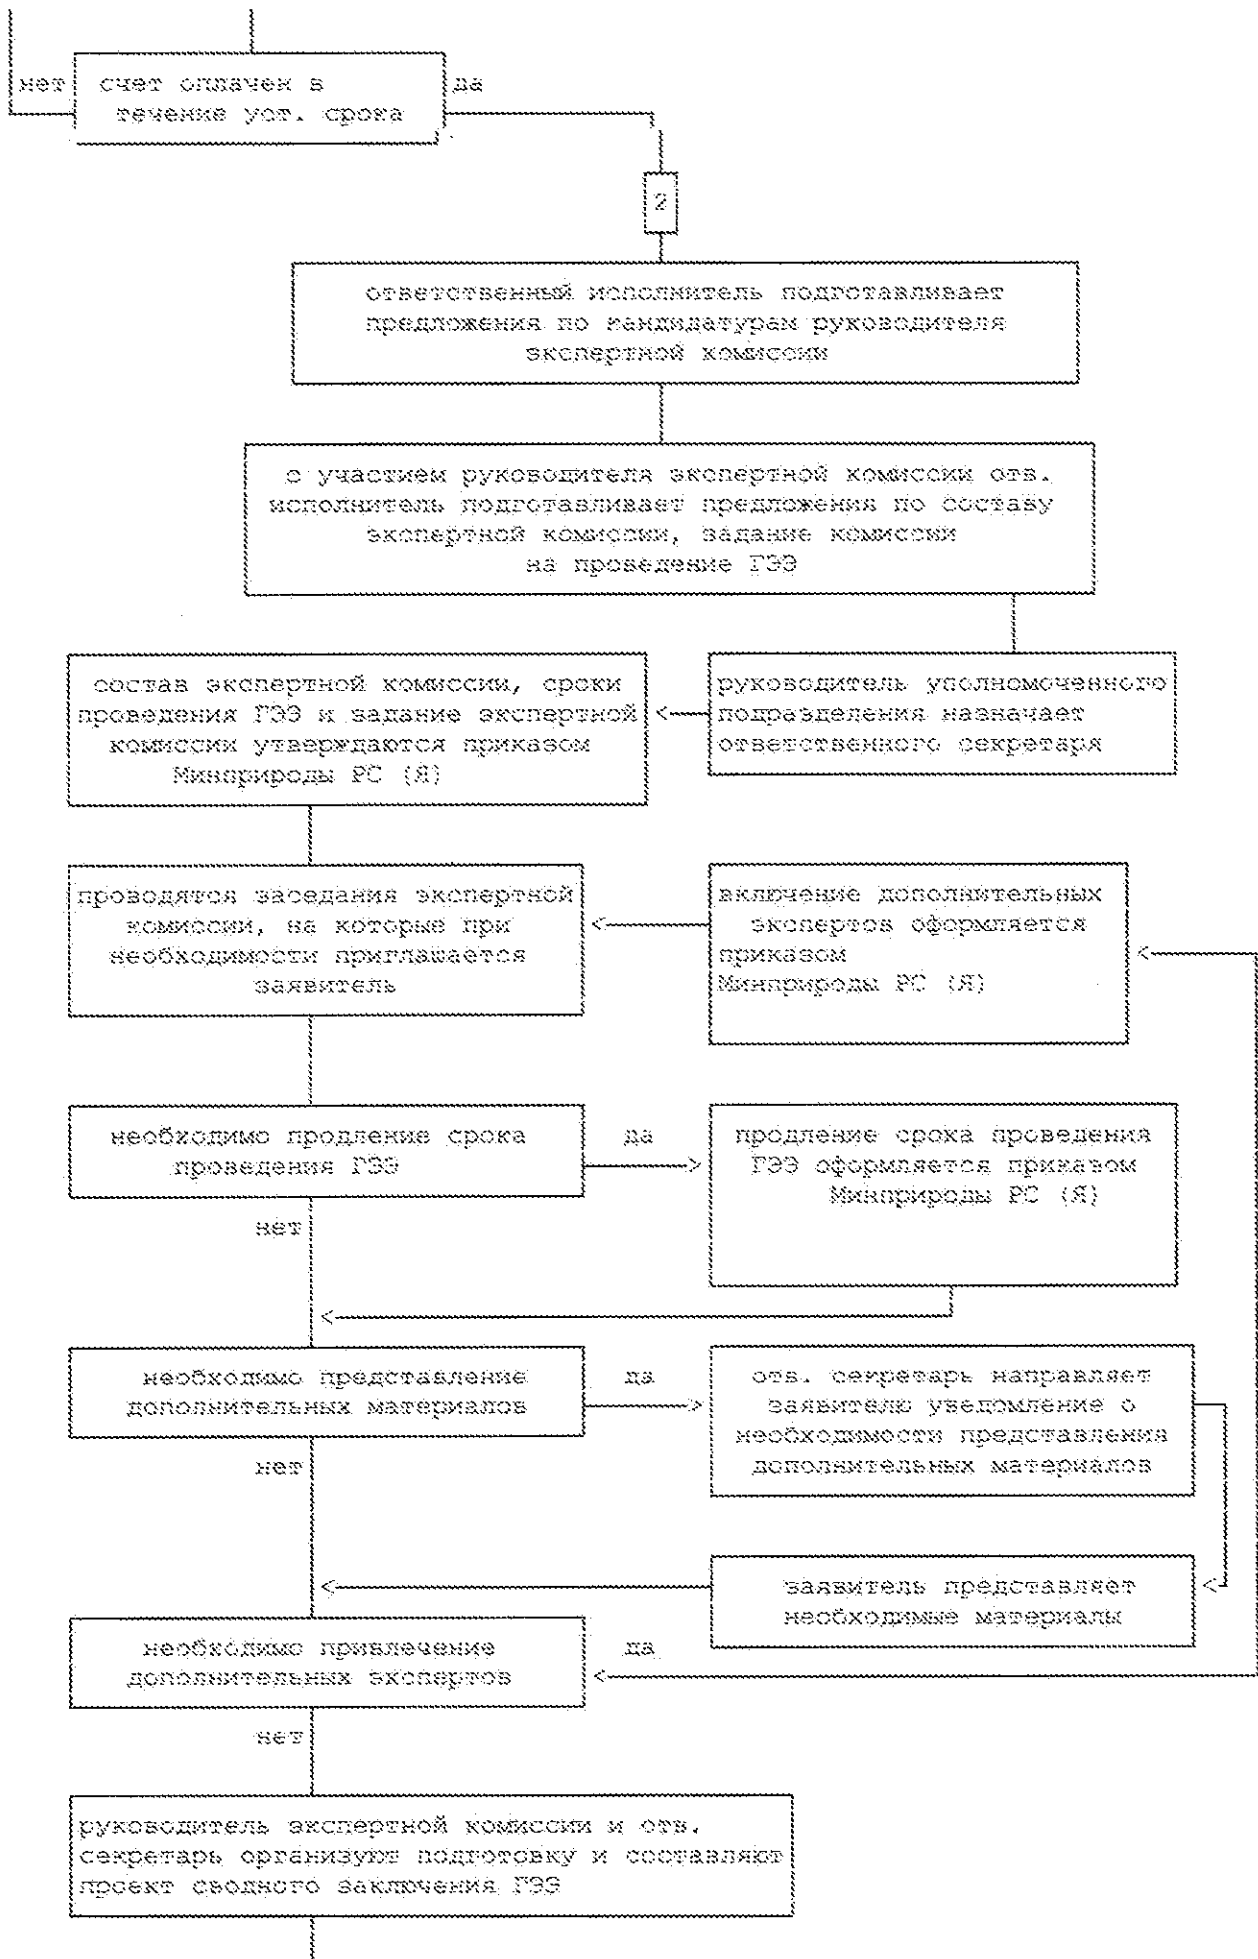 нет
счет оплачен в
да
течение уст. срока
2
ответственный исполнитель подготавливает
предложения по кандидатурам руководителя
экспертной комиссии
с участием руководителя экспертной комиссии отв.
исполнитель подготавливает предложения по составу
экспертной комиссии, задание комиссии
на проведение ГЭЭ
состав экспертной комиссии, сроки
проведения ГЭЭ и задание экспертной
комиссии утверждаются приказом
Минприроды РС (Я)
руководитель уполномоченного
подразделения назначает
ответственного секретаря
проводятся заседания экспертной
комиссии, на которые при
необходимости приглашается
заявитель
включение дополнительных
экспертов оформляется
приказом
Минприроды РС (Я)
необходимо продление срока
проведения ГЭЭ
да
продление срока проведения
ГЭЭ оформляется приказом
Минприроды РС (Я)
нет
необходимо представление
дополнительных материалов
да
отв. секретарь направляет
заявителю уведомление о
необходимости представления
дополнительных материалов
нет
заявитель представляет
необходимые материалы
необходимо привлечение
дополнительных экспертов
да
нет
руководитель экспертной комиссии и отв.
секретарь организуют подготовку и составляют
проект сводного заключения ГЭЭ